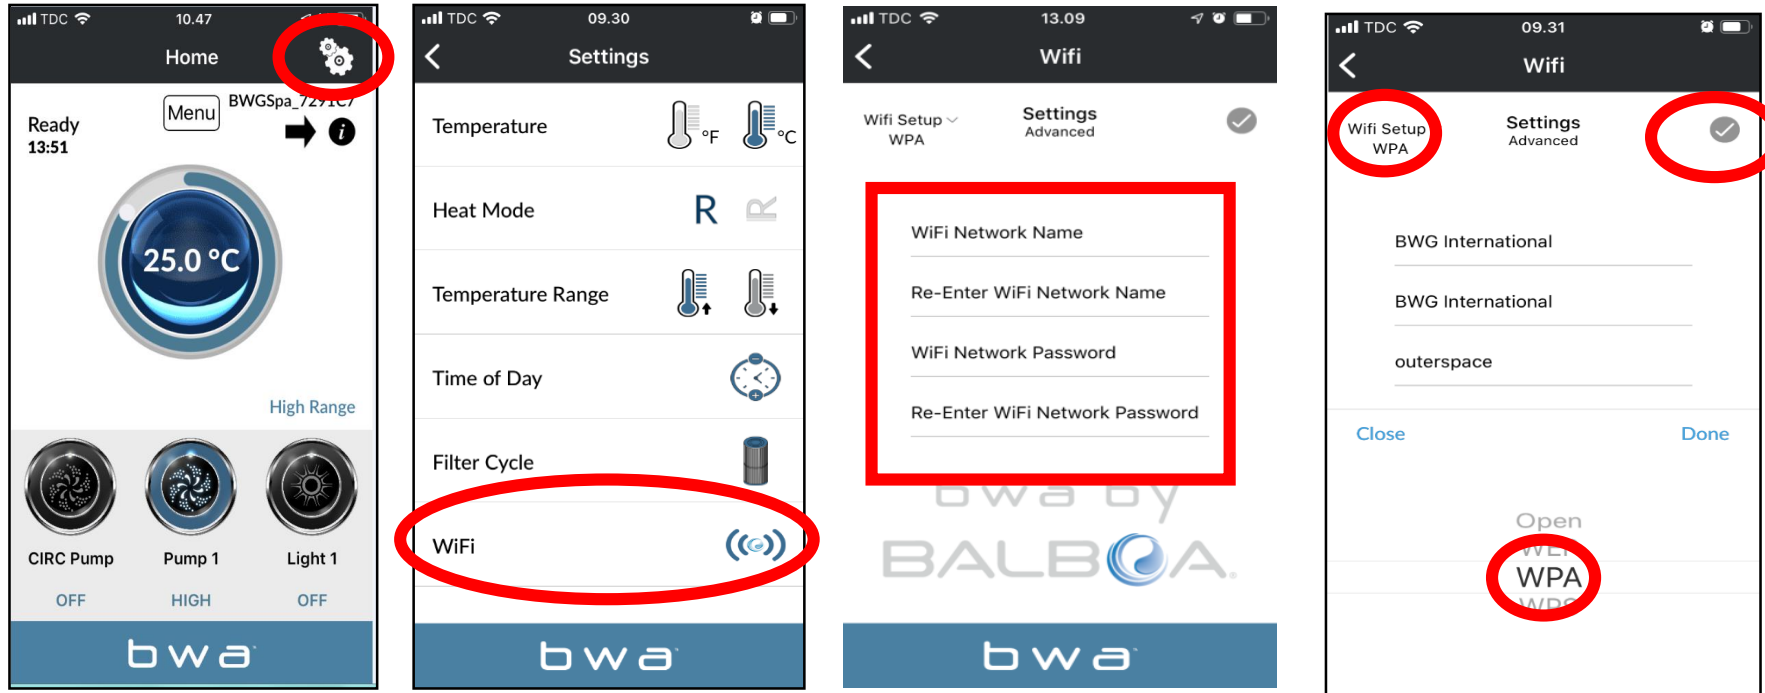 TDC
10.47
Home
Menu
BWGSpa_7291C7
Ready
13:51
i
25.0 °C
High Range
CIRC Pump
Pump 1
Light 1
OFF
HIGH
OFF
bwa
TDC
09.30
Settings
Temperature
°F
°C
Heat Mode
R
R
Temperature Range
Time of Day
Filter Cycle
WiFi
bwa
TDC
13.09
Wifi
Wifi Setup
WPA
Settings
Advanced
WiFi Network Name
Re-Enter WiFi Network Name
WiFi Network Password
Re-Enter WiFi Network Password
bwa by
BALBOA
bwa
TDC
09.31
Wifi
Wifi Setup
WPA
Settings
Advanced
BWG International
BWG International
outerspace
Close
Done
Open
WEP
WPA
WPS